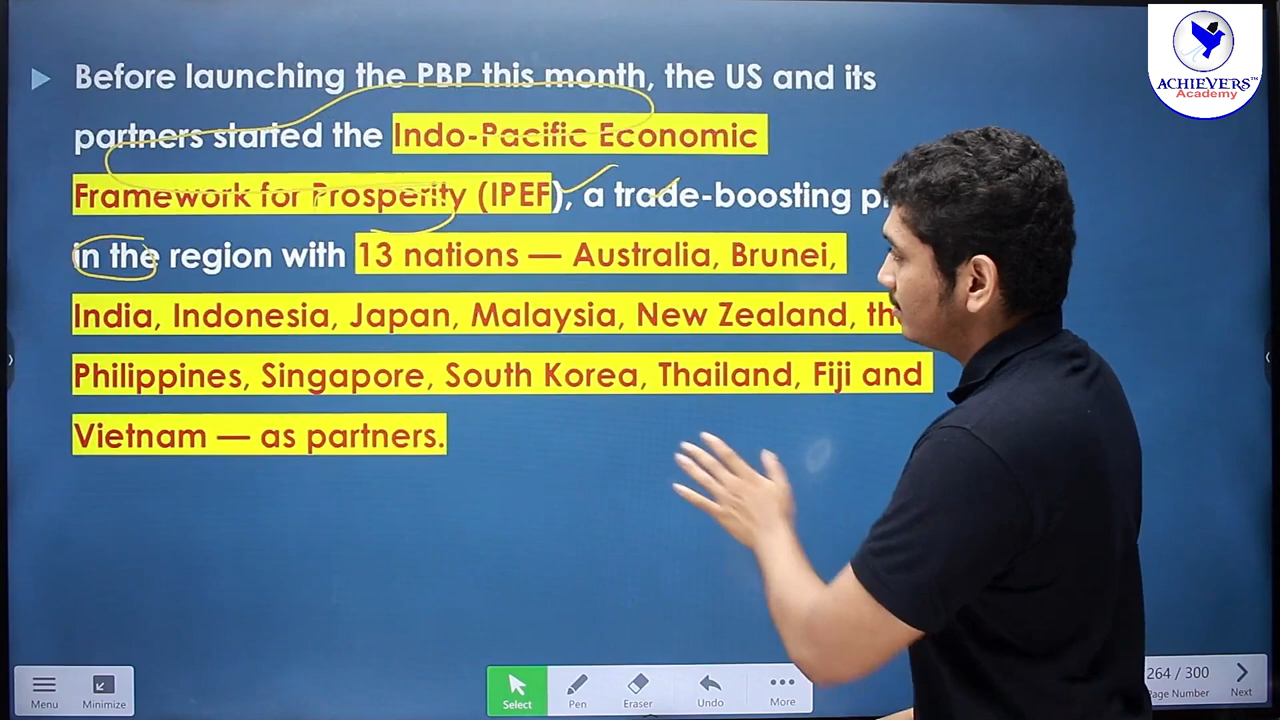 ACHIEVERS™
Academy
Before launching the PBP this month, the US and its
partners started the Indo-Pacific Economic
Framework for Prosperity (IPEF), a trade-boosting
in the region with 13 nations — Australia, Brunei,
India, Indonesia, Japan, Malaysia, New Zealand,
Philippines, Singapore, South Korea, Thailand, Fiji and
Vietnam — as partners.
Menu
Minimize
Select
Pen
Eraser
Undo
More
264 / 300
Page Number
Next